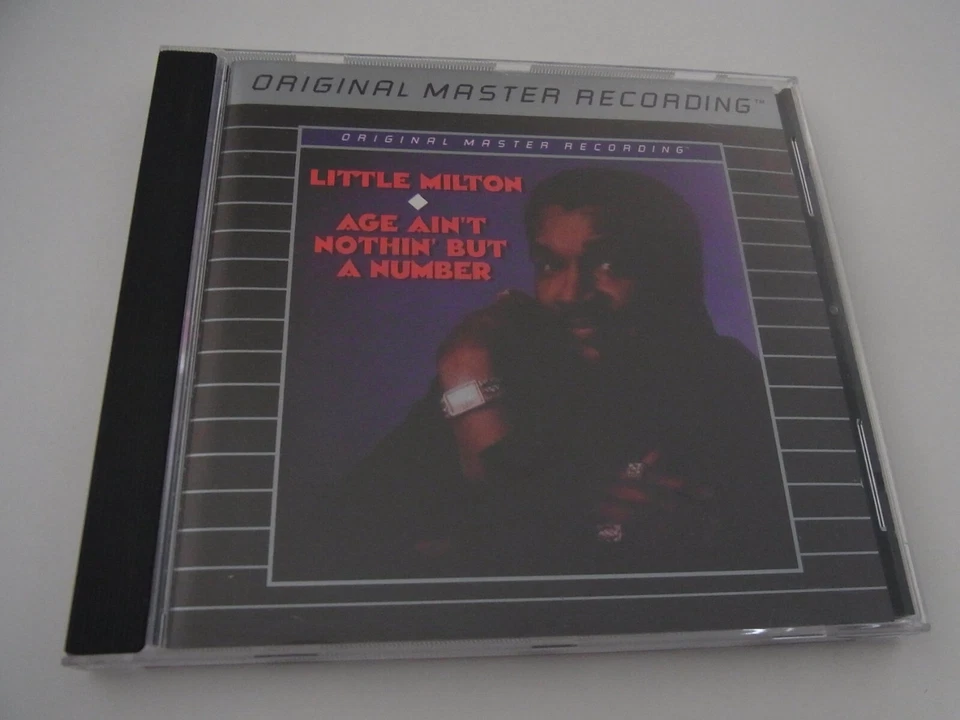 ORIGINAL MASTER RECORDING™
ORIGINAL MASTER RECORDING™
LITTLE MILTON
AGE AIN'T
NOTHIN' BUT
A NUMBER